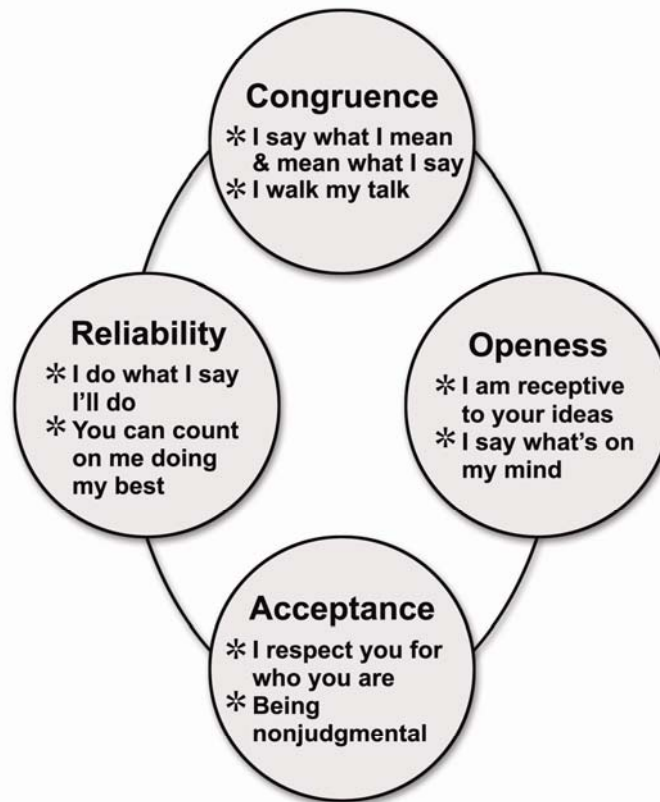 Congruence
* I say what I mean
& mean what I say
* I walk my talk
Reliability
* I do what I say
I'll do
* You can count
on me doing
my best
Openess
* I am receptive
to your ideas
* I say what's on
my mind
Acceptance
* I respect you for
who you are
* Being
nonjudgmental